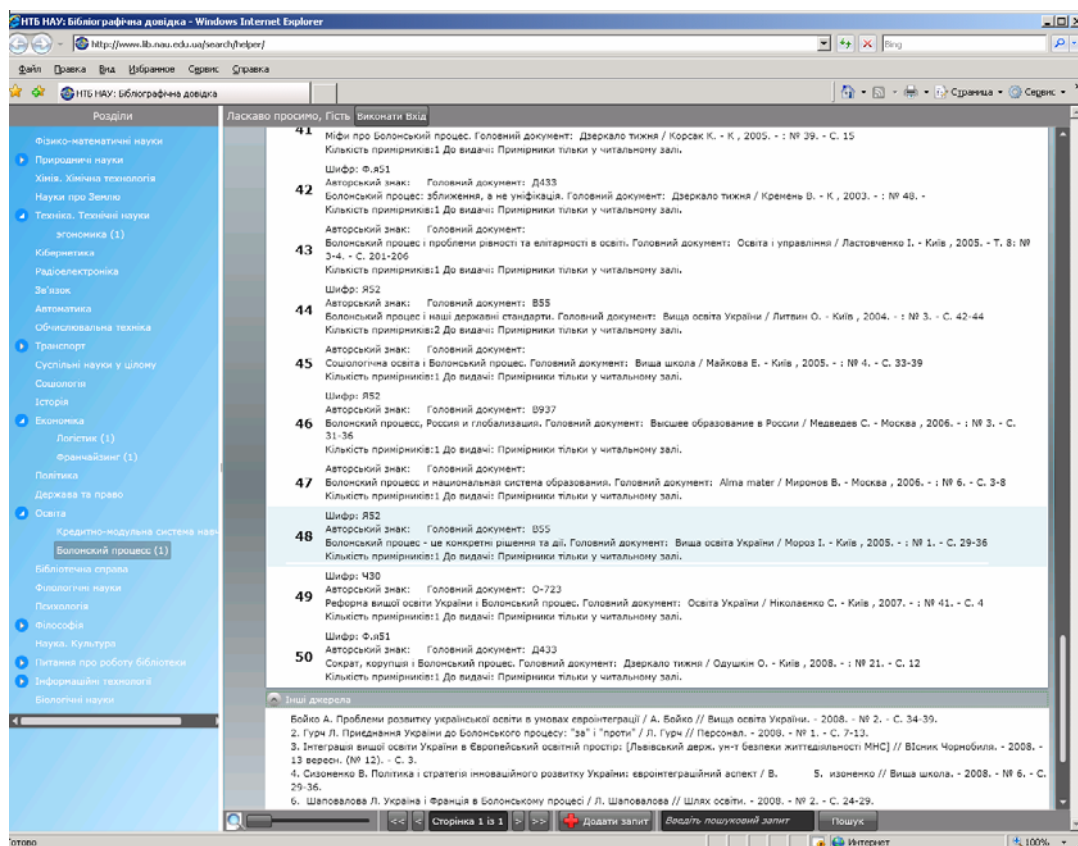 НТБ НАУ: Бібліографічна довідка - Windows Internet Explorer
http://www.lib.nau.edu.ua/search/helper/
Bing
Файл Правка Вид Избранное Сервис Справка
НТБ НАУ: Бібліографічна довідка
Страница
Сервис
Розділи
Ласкаво просимо, Гість Виконати Вхід
Фізико-математичні науки
Природничі науки
Хімія. Хімічна технологія
Науки про Землю
Техніка. Технічні науки
эгономика (1)
Кібернетика
Радіоелектроніка
Зв'язок
Автоматика
Обчислювальна техніка
Транспорт
Суспільні науки у цілому
Соціологія
Історія
Економіка
Логістик (1)
Франчайзинг (1)
Політика
Держава та право
Освіта
Кредитно-модульна система нав
Болонский процесс (1)
Бібліотечна справа
Філологічні науки
Психологія
Філософія
Наука. Культура
Питання про роботу бібліотеки
Інформаційні технології
Біологічні науки
41
Міфи про Болонський процес. Головний документ: Дзеркало тижня / Корсак К. - К , 2005. - : № 39. - С. 15
Кількість примірників:1 До видачі: Примірники тільки у читальному залі.
Шифр: Ф.я51
42 Авторський знак: Головний документ: Д433
Болонський процес: зближення, а не уніфікація. Головний документ: Дзеркало тижня / Кремень В. - К , 2003. - : № 48. -
Кількість примірників:1 До видачі: Примірники тільки у читальному залі.
Авторський знак: Головний документ:
43 Болонський процес і проблеми рівності та елітарності в освіті. Головний документ: Освіта і управління / Ластовченко І. - Київ , 2005. - Т. 8: №
3-4. - С. 201-206
Кількість примірників:1 До видачі: Примірники тільки у читальному залі.
Шифр: Я52
44 Авторський знак: Головний документ: В55
Болонський процес і наші державні стандарти. Головний документ: Вища освіта України / Литвин О. - Київ , 2004. - : № 3. - С. 42-44
Кількість примірників:2 До видачі: Примірники тільки у читальному залі.
Авторський знак: Головний документ:
45 Соціологічна освіта і Болонський процес. Головний документ: Вища школа / Майкова Е. - Київ , 2005. - : № 4. - С. 33-39
Кількість примірників:1 До видачі: Примірники тільки у читальному залі.
Шифр: Я52
Авторський знак: Головний документ: В937
46 Болонский процесс, Россия и глобализация. Головний документ: Высшее образование в России / Медведев С. - Москва , 2006. - : № 3. - С.
31-36
Кількість примірників:1 До видачі: Примірники тільки у читальному залі.
Авторський знак: Головний документ:
47 Болонский процесс и национальная система образования. Головний документ: Alma mater / Миронов В. - Москва , 2006. - : № 6. - С. 3-8
Кількість примірників:1 До видачі: Примірники тільки у читальному залі.
Шифр: Я52
48 Авторський знак: Головний документ: В55
Болонський процес - це конкретні рішення та дії. Головний документ: Вища освіта України / Мороз І. - Київ , 2005. - : № 1. - С. 29-36
Кількість примірників:1 До видачі: Примірники тільки у читальному залі.
Шифр: Ч30
49 Авторський знак: Головний документ: О-723
Реформа вищої освіти України і Болонський процес. Головний документ: Освіта України / Ніколаєнко С. - Київ , 2007. - : № 41. - С. 4
Кількість примірників:1 До видачі: Примірники тільки у читальному залі.
Шифр: Ф.я51
50 Авторський знак: Головний документ: Д433
Сократ, корупція і Болонський процес. Головний документ: Дзеркало тижня / Одушкін О. - Київ , 2008. - : № 21. - С. 12
Кількість примірників:1 До видачі: Примірники тільки у читальному залі.
Інші джерела
Бойко А. Проблеми розвитку української освіти в умовах євроінтеграції / А. Бойко // Вища освіта України. - 2008. - № 2. - С. 34-39.
2. Гурч Л. Приєднання України до Болонського процесу: "за" і "проти" / Л. Гурч // Персонал. - 2008. - № 1. - С. 7-13.
3. Інтеграція вищої освіти України в Європейський освітній простір: [Львівський держ. ун-т безпеки життєдіяльності МНС] // ВІсник Чорнобиля. - 2008. -
13 вересн. (№ 12). - С. 3.
4. Сизоненко В. Політика і стратегія інноваційного розвитку України: євроінтеграційний аспект / В. 5. изоненко // Вища школа. - 2008. - № 6. - С.
29-36.
6. Шаповалова Л. Україна і Франція в Болонському процесі / Л. Шаповалова // Шлях освіти. - 2008. - № 2. - С. 24-29.
<< < Сторінка 1 із 1 > >> Додати запит Введіть пошуковий запит Пошук
отово Интернет 100%